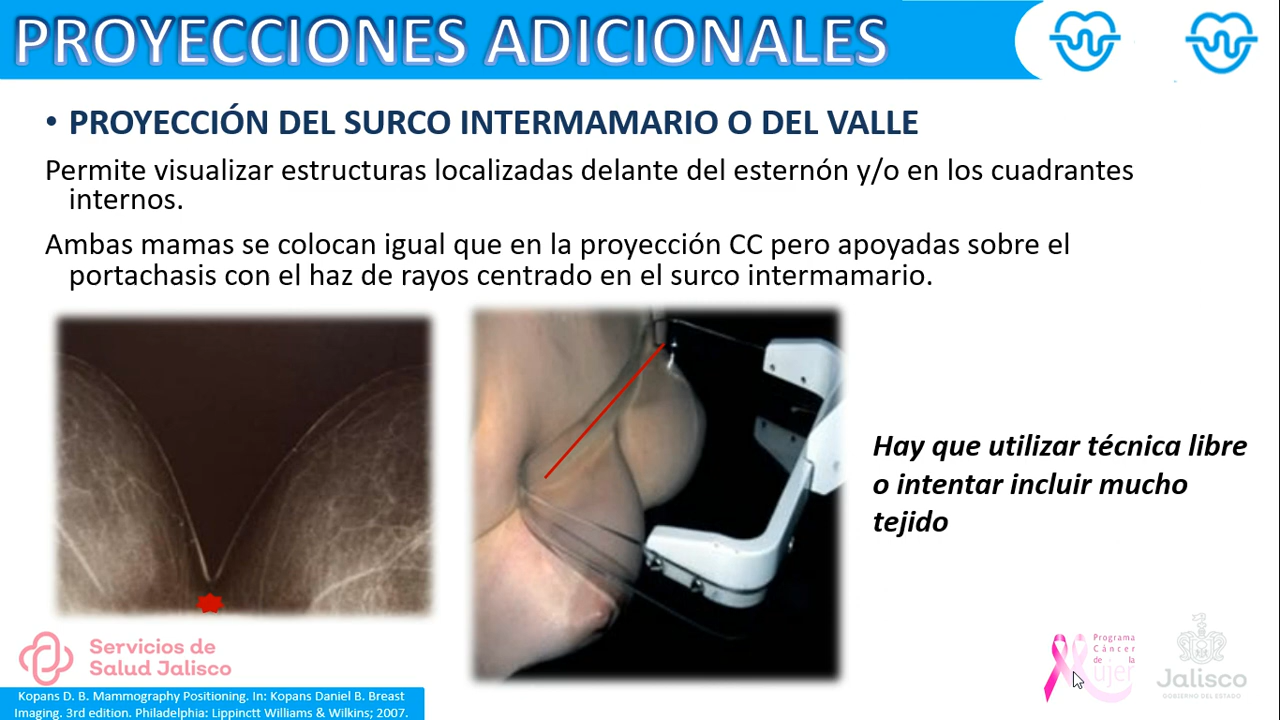 PROYECCIONES ADICIONALES
• PROYECCIÓN DEL SURCO INTERMAMARIO O DEL VALLE
Permite visualizar estructuras localizadas delante del esternón y/o en los cuadrantes
internos.
Ambas mamas se colocan igual que en la proyección CC pero apoyadas sobre el
portachasis con el haz de rayos centrado en el surco intermamario.
Hay que utilizar técnica libre
o intentar incluir mucho
tejido
Servicios de
Salud Jalisco
Programa
Cáncer
de la
Mujer
Jalisco
GOBIERNO DEL ESTADO
Kopans D. B. Mammography Positioning. In: Kopans Daniel B. Breast
Imaging. 3rd edition. Philadelphia: Lippinctt Williams & Wilkins; 2007.